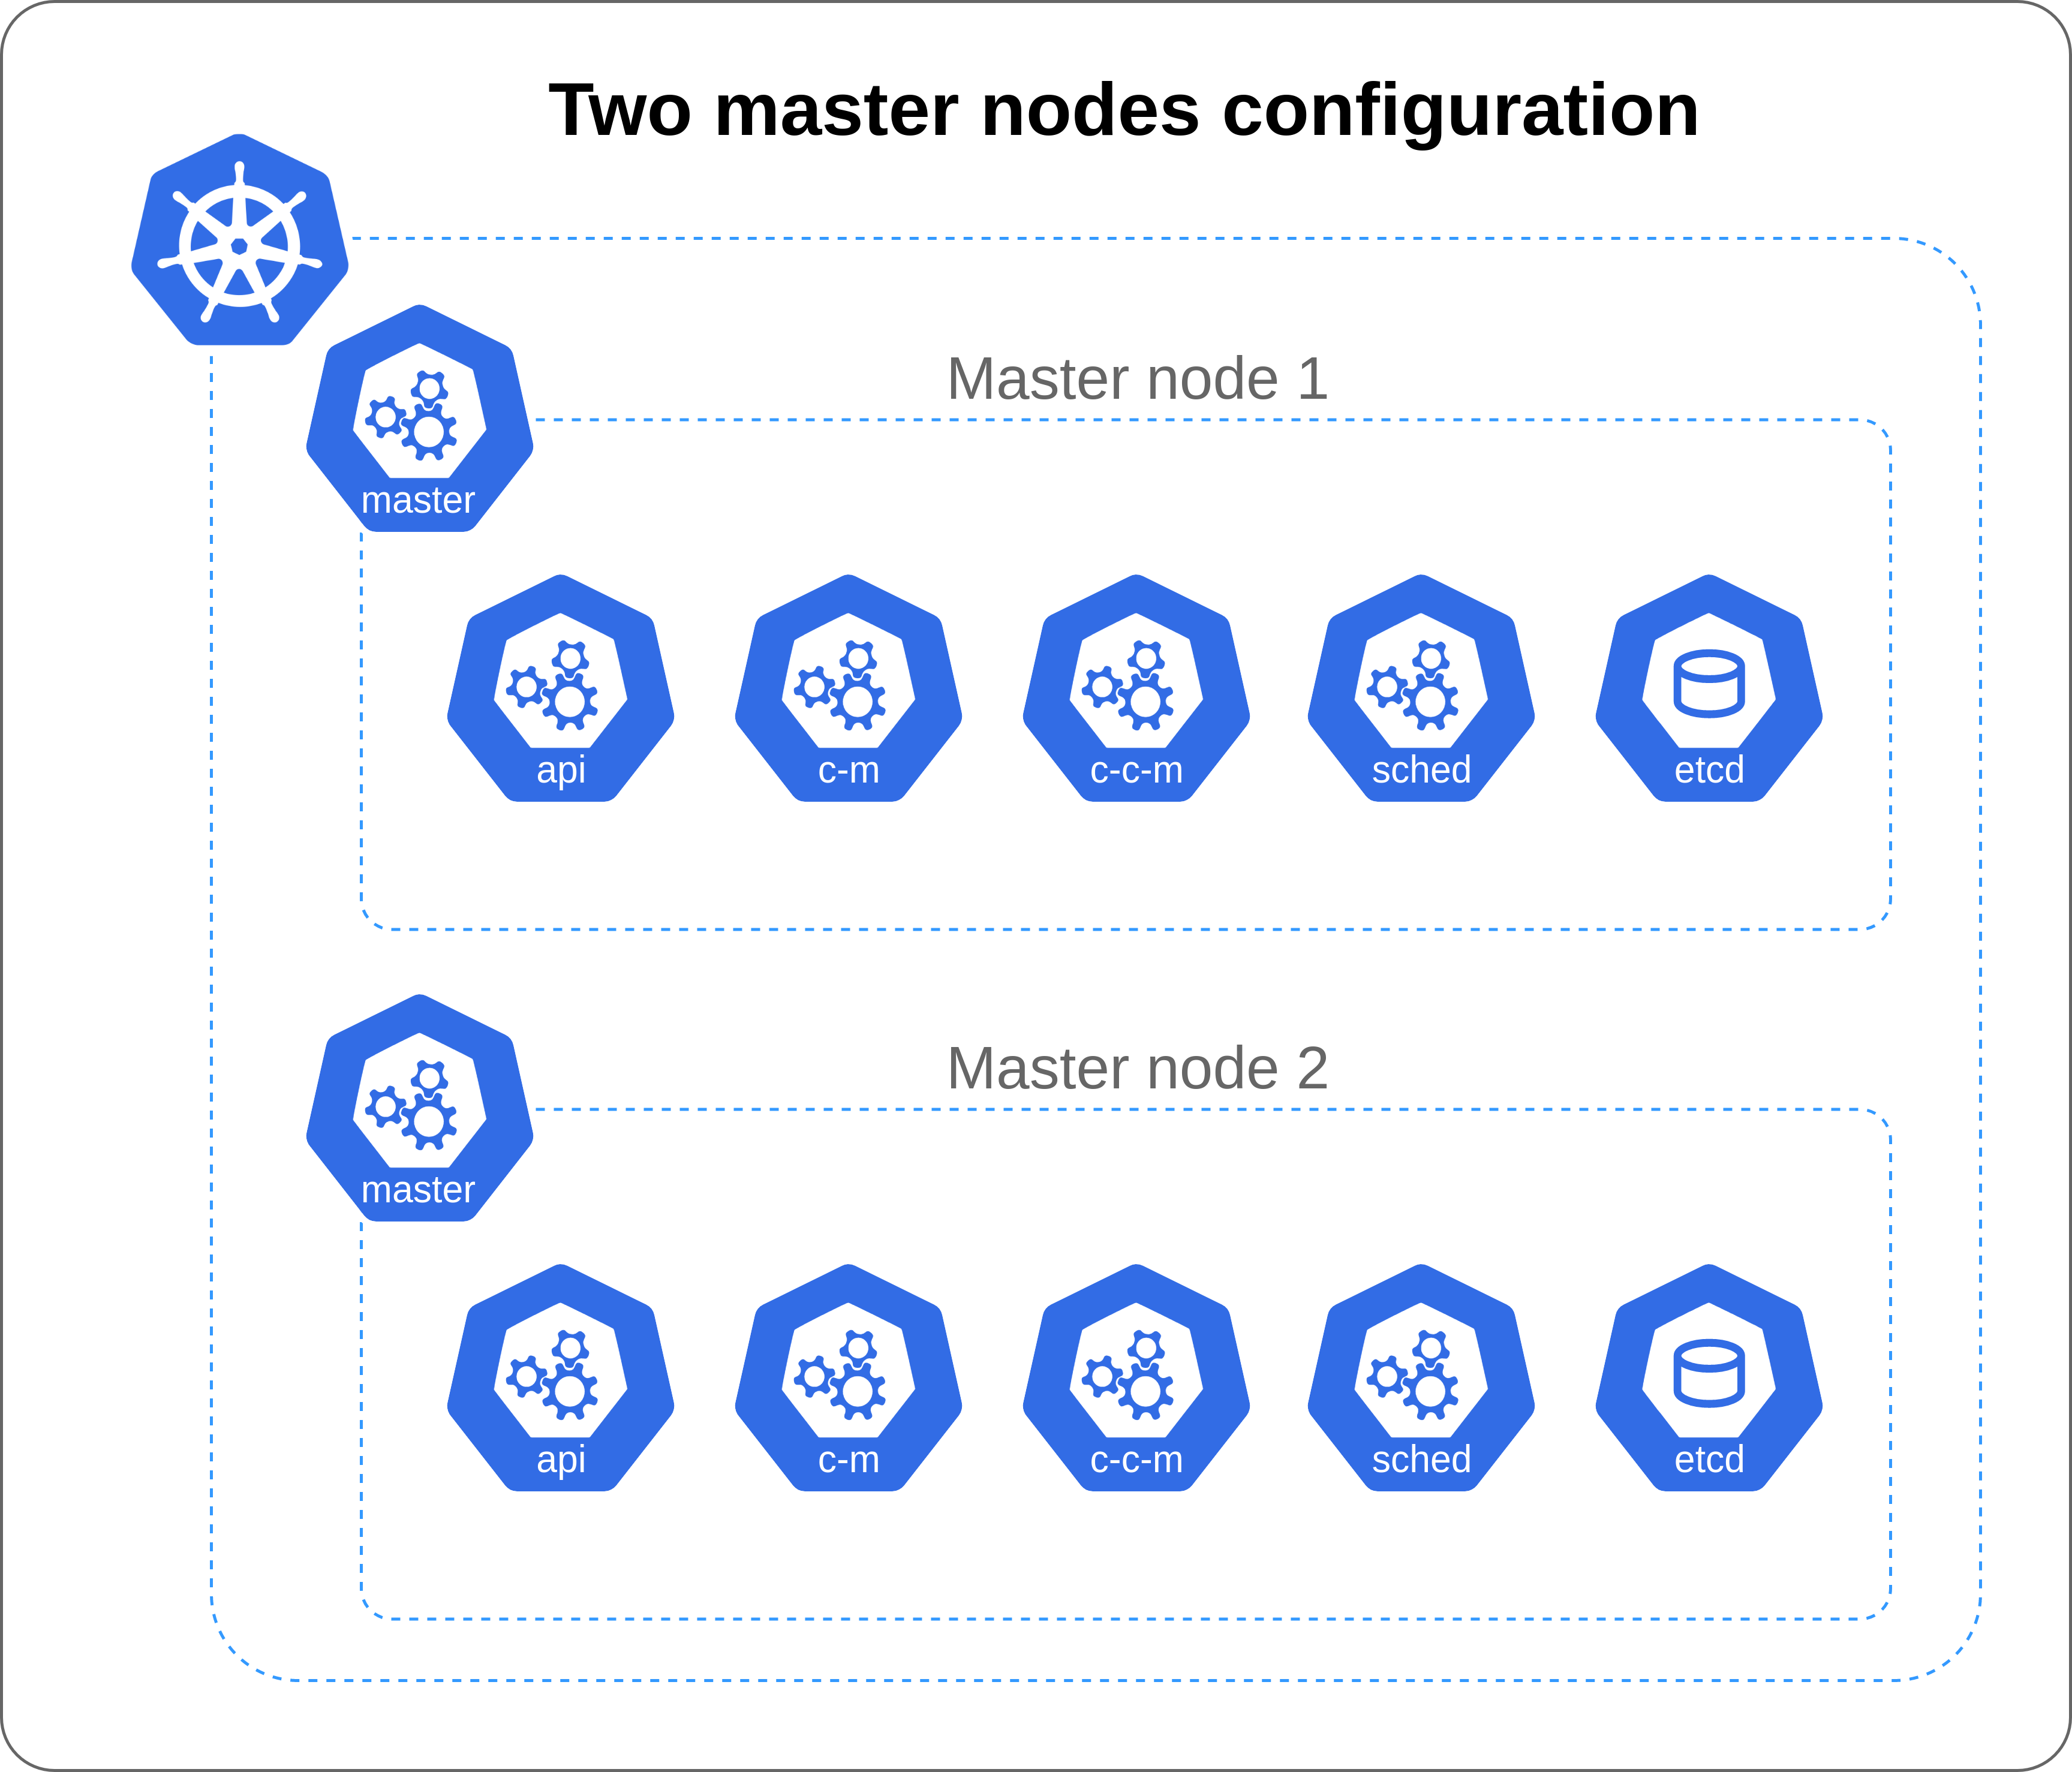 Two master nodes configuration
Master node 1
master
api
c-m
c-c-m
sched
etcd
Master node 2
master
api
c-m
c-c-m
sched
etcd